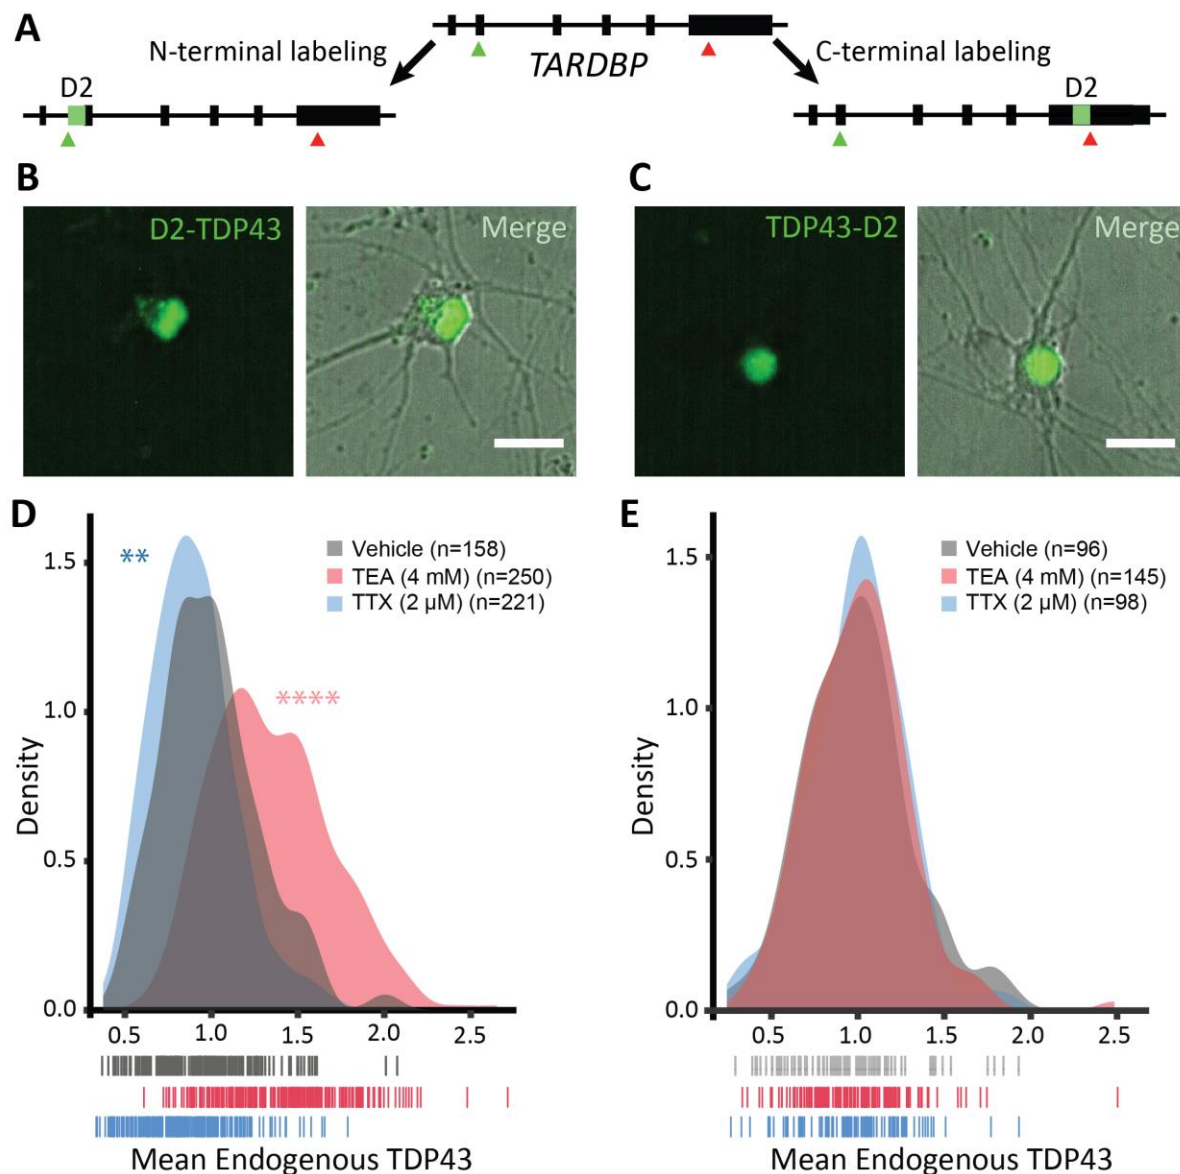 A
N-terminal labeling
TARDBP
C-terminal labeling
D2
D2
B
D2-TDP43
Merge
C
TDP43-D2
Merge
D
**
Vehicle (n=158)
TEA (4 mM) (n=250)
TTX (2 μM) (n=221)
****
Density
1.5
1.0
0.5
0.0
0.5 1.0 1.5 2.0 2.5
Mean Endogenous TDP43
E
Vehicle (n=96)
TEA (4 mM) (n=145)
TTX (2 μM) (n=98)
Density
1.5
1.0
0.5
0.0
0.5 1.0 1.5 2.0 2.5
Mean Endogenous TDP43